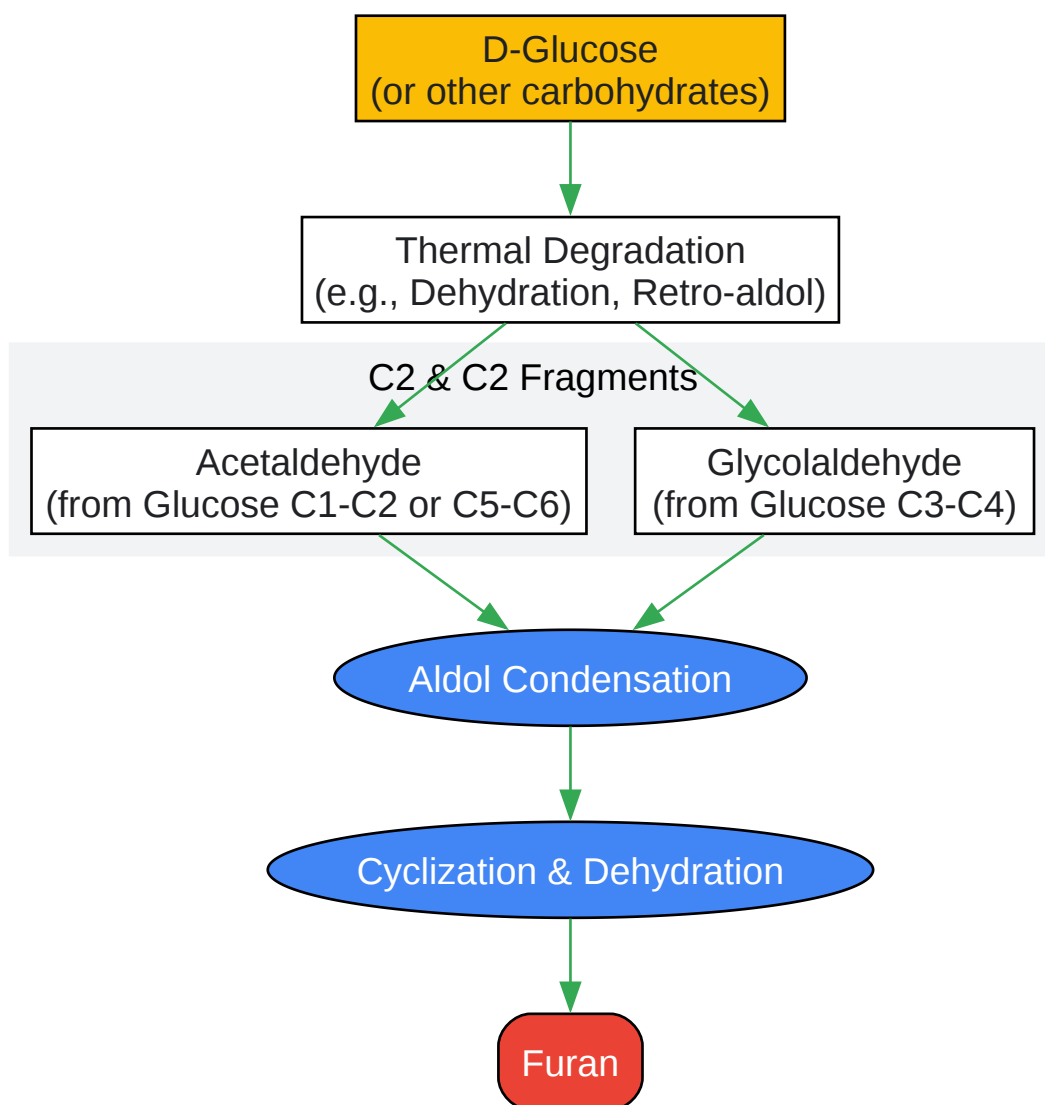 D-Glucose
(or other carbohydrates)
Thermal Degradation
(e.g., Dehydration, Retro-aldol)
C2 & C2 Fragments
Acetaldehyde
(from Glucose C1-C2 or C5-C6)
Glycolaldehyde
(from Glucose C3-C4)
Aldol Condensation
Cyclization & Dehydration
Furan